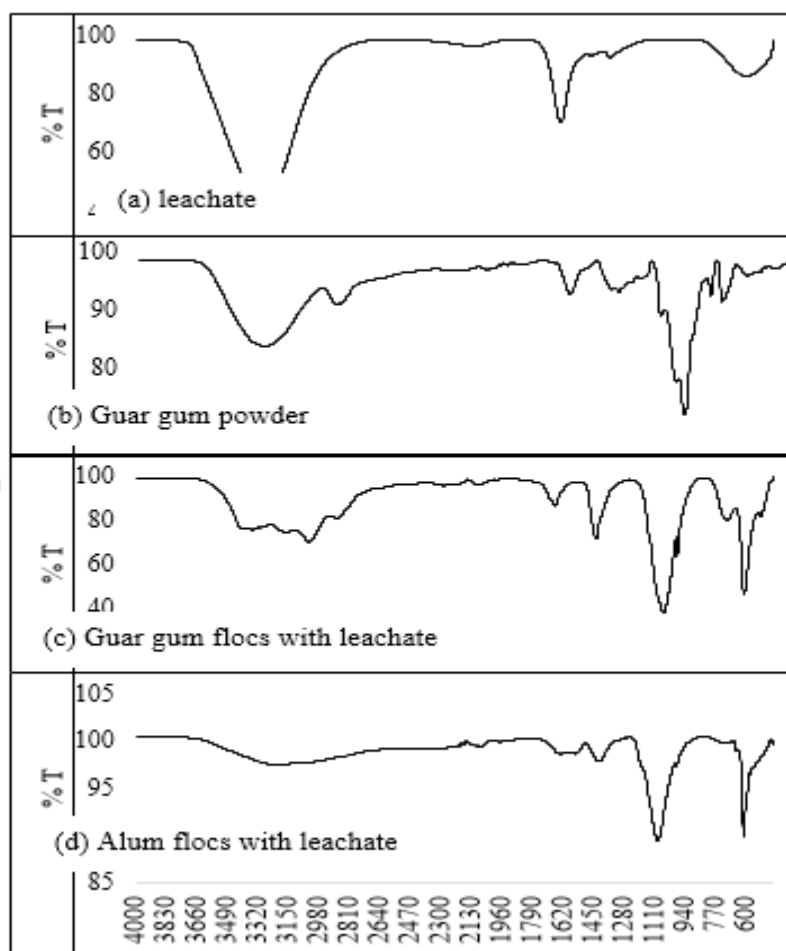 100
80
60
% T
(a) leachate
100
90
80
% T
(b) Guar gum powder
100
80
60
40
% T
(c) Guar gum flocs with leachate
105
100
95
% T
(d) Alum flocs with leachate
85
4000 3830 3660 3490 3320 3150 2980 2810 2640 2470 2300 2130 1960 1790 1620 1450 1280 1110 940 770 600